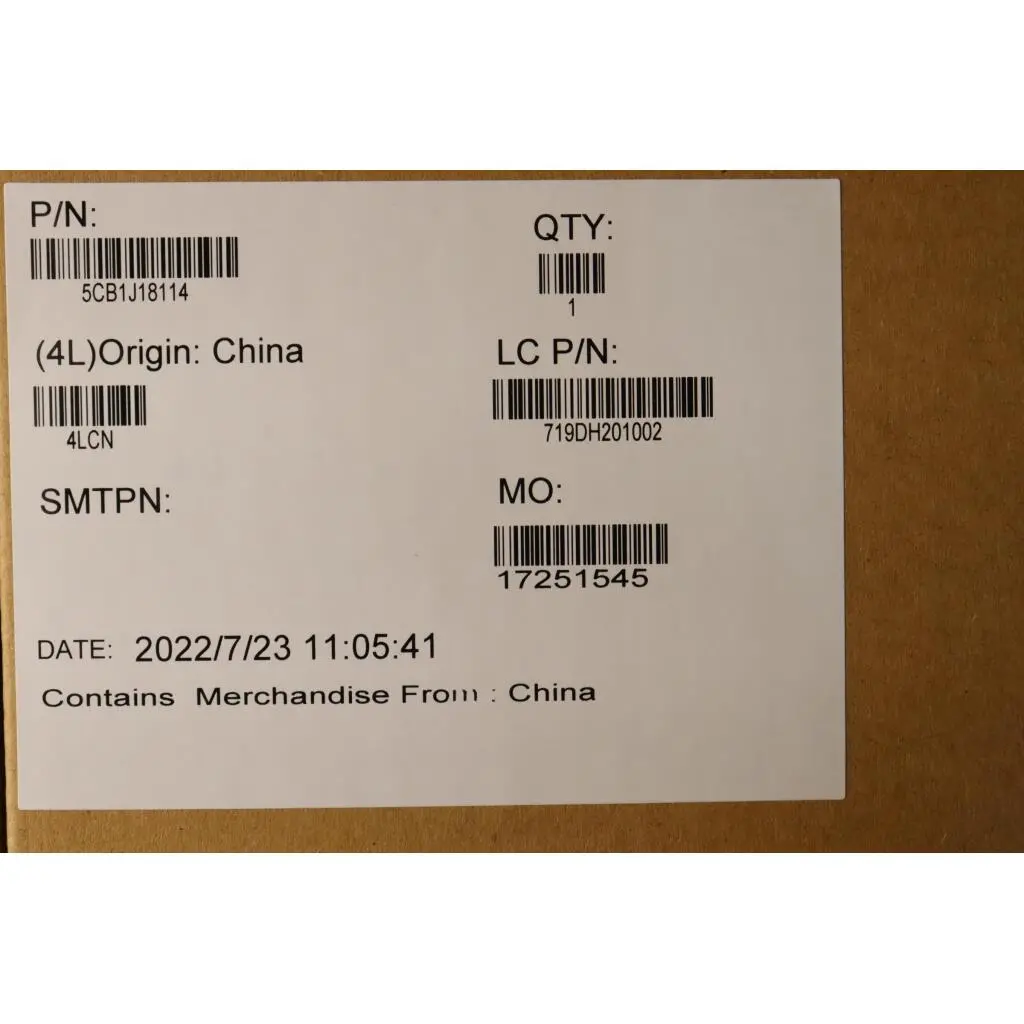 P/N:
5CB1J18114
QTY:
1
(4L)Origin: China
4LCN
LC P/N:
719DH201002
SMTPN:
MO:
17251545
DATE: 2022/7/23 11:05:41
Contains Merchandise From : China